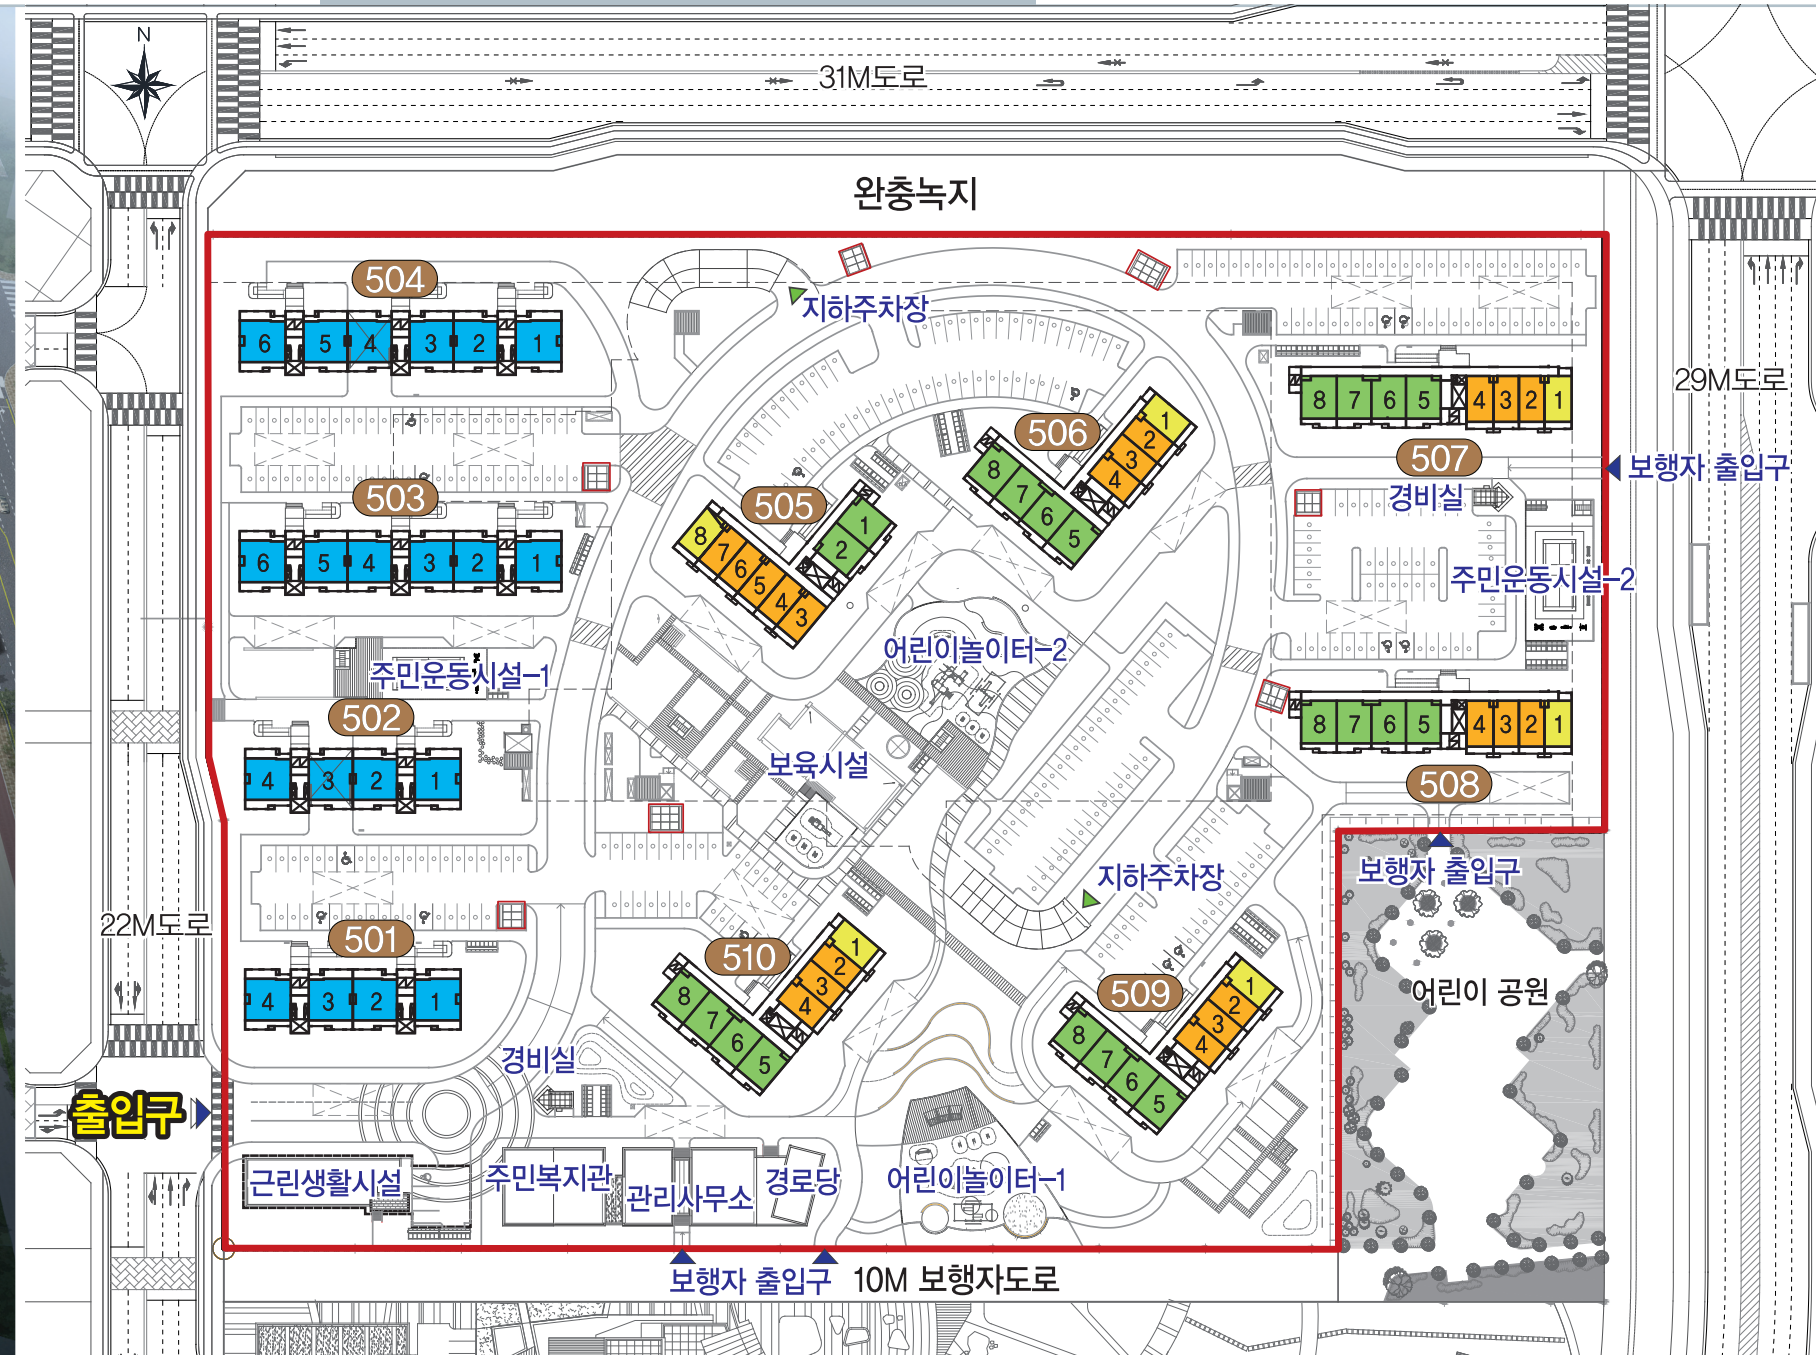 N
31M도로
완충녹지
504
지하주차장
6 5 4 3 2 1
29M도로
8 7 6 5 4 3 2 1
506
1
2
3
4
8
7
6
5
507
보행자 출입구
경비실
503
505
6 5 4 3 2 1
8
7
6
5
4
3
1
2
주민운동시설-2
어린이놀이터-2
주민운동시설-1
502
8 7 6 5 4 3 2 1
4 3 2 1
보육시설
508
보행자 출입구
지하주차장
22M도로
501
4 3 2 1
510
1
2
3
4
8
7
6
5
509
1
2
3
4
8
7
6
5
어린이 공원
경비실
출입구
근린생활시설
주민복지관
관리사무소
경로당
어린이놀이터-1
보행자 출입구
10M 보행자도로